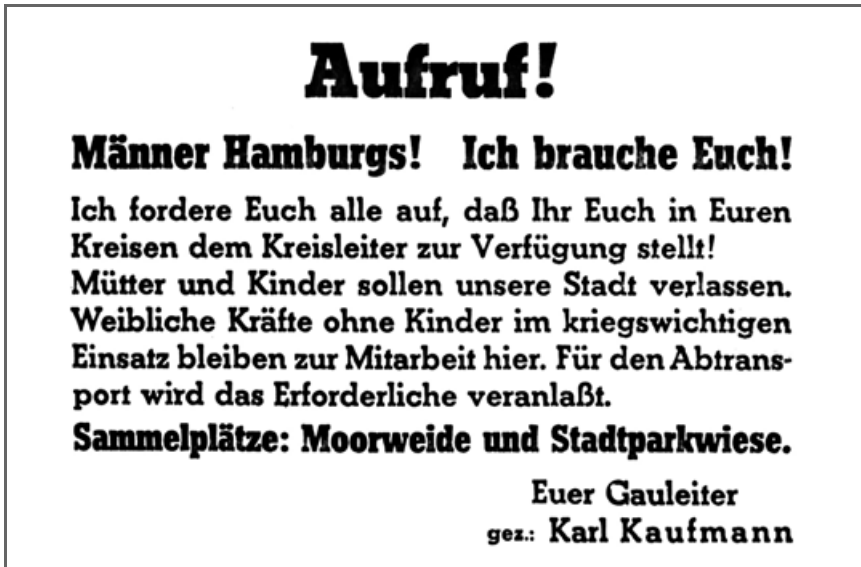 Aufruf!
Männer Hamburgs! Ich brauche Euch!
Ich fordere Euch alle auf, daß Ihr Euch in Euren
Kreisen dem Kreisleiter zur Verfügung stellt!
Mütter und Kinder sollen unsere Stadt verlassen.
Weibliche Kräfte ohne Kinder im kriegswichtigen
Einsatz bleiben zur Mitarbeit hier. Für den Abtrans-
port wird das Erforderliche veranlaßt.
Sammelplätze: Moorweide und Stadtparkwiese.
Euer Gauleiter
gez.: Karl Kaufmann